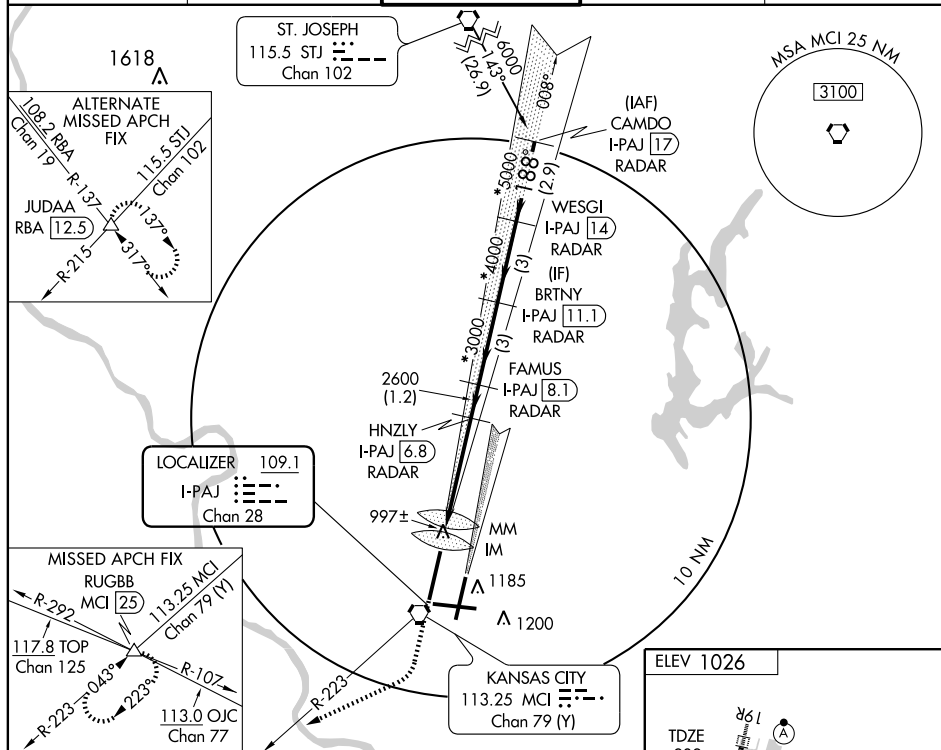 ST. JOSEPH
115.5 STJ
Chan 102
6000
143°
(26.9)
008°
MSA MCI 25 NM
3100
1618
ALTERNATE
MISSED APCH
FIX
108.2 RBA
Chan 19
R-137
115.5 STJ
Chan 102
JUDAA
RBA 12.5
137°
317°
R-215
(IAF)
CAMDO
I-PAJ 17
RADAR
*5000
188°
(2.9)
WESGI
I-PAJ 14
RADAR
*4000
(3)
(IF)
BRTNY
I-PAJ 11.1
RADAR
*3000
(3)
FAMUS
I-PAJ 8.1
RADAR
2600
(1.2)
HNZLY
I-PAJ 6.8
RADAR
LOCALIZER 109.1
I-PAJ
Chan 28
997±
MM
IM
1185
1200
10 NM
MISSED APCH FIX
RUGBB
MCI 25
113.25 MCI
Chan 79 (Y)
R-292
117.8 TOP
Chan 125
043°
223°
R-107
R-223
113.0 OJC
Chan 77
R-223
KANSAS CITY
113.25 MCI
Chan 79 (Y)
ELEV 1026
19R
A
TDZE